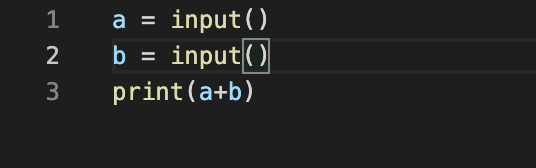 1 a = input()
2 b = input()
3 print(a+b)